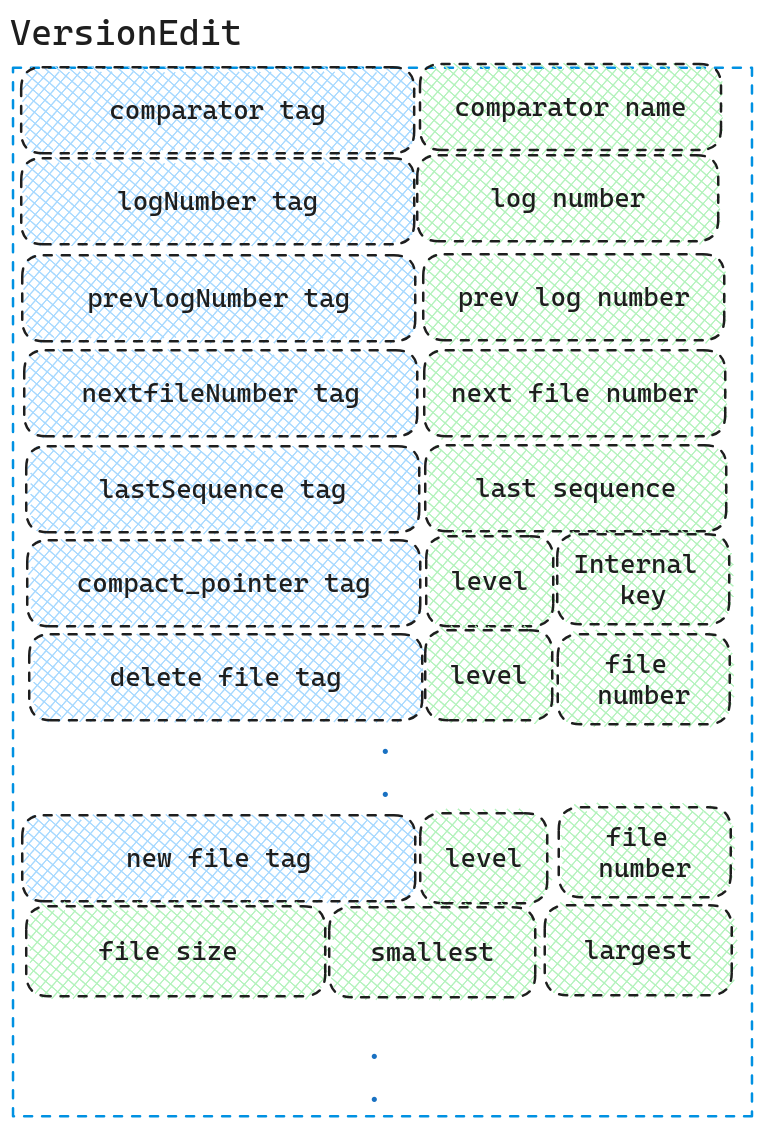 VersionEdit
comparator tag
comparator name
logNumber tag
log number
prevlogNumber tag
prev log number
nextfileNumber tag
next file number
lastSequence tag
last sequence
compact_pointer tag
level
Internal
key
delete file tag
level
file
number
new file tag
level
file
number
file size
smallest
largest